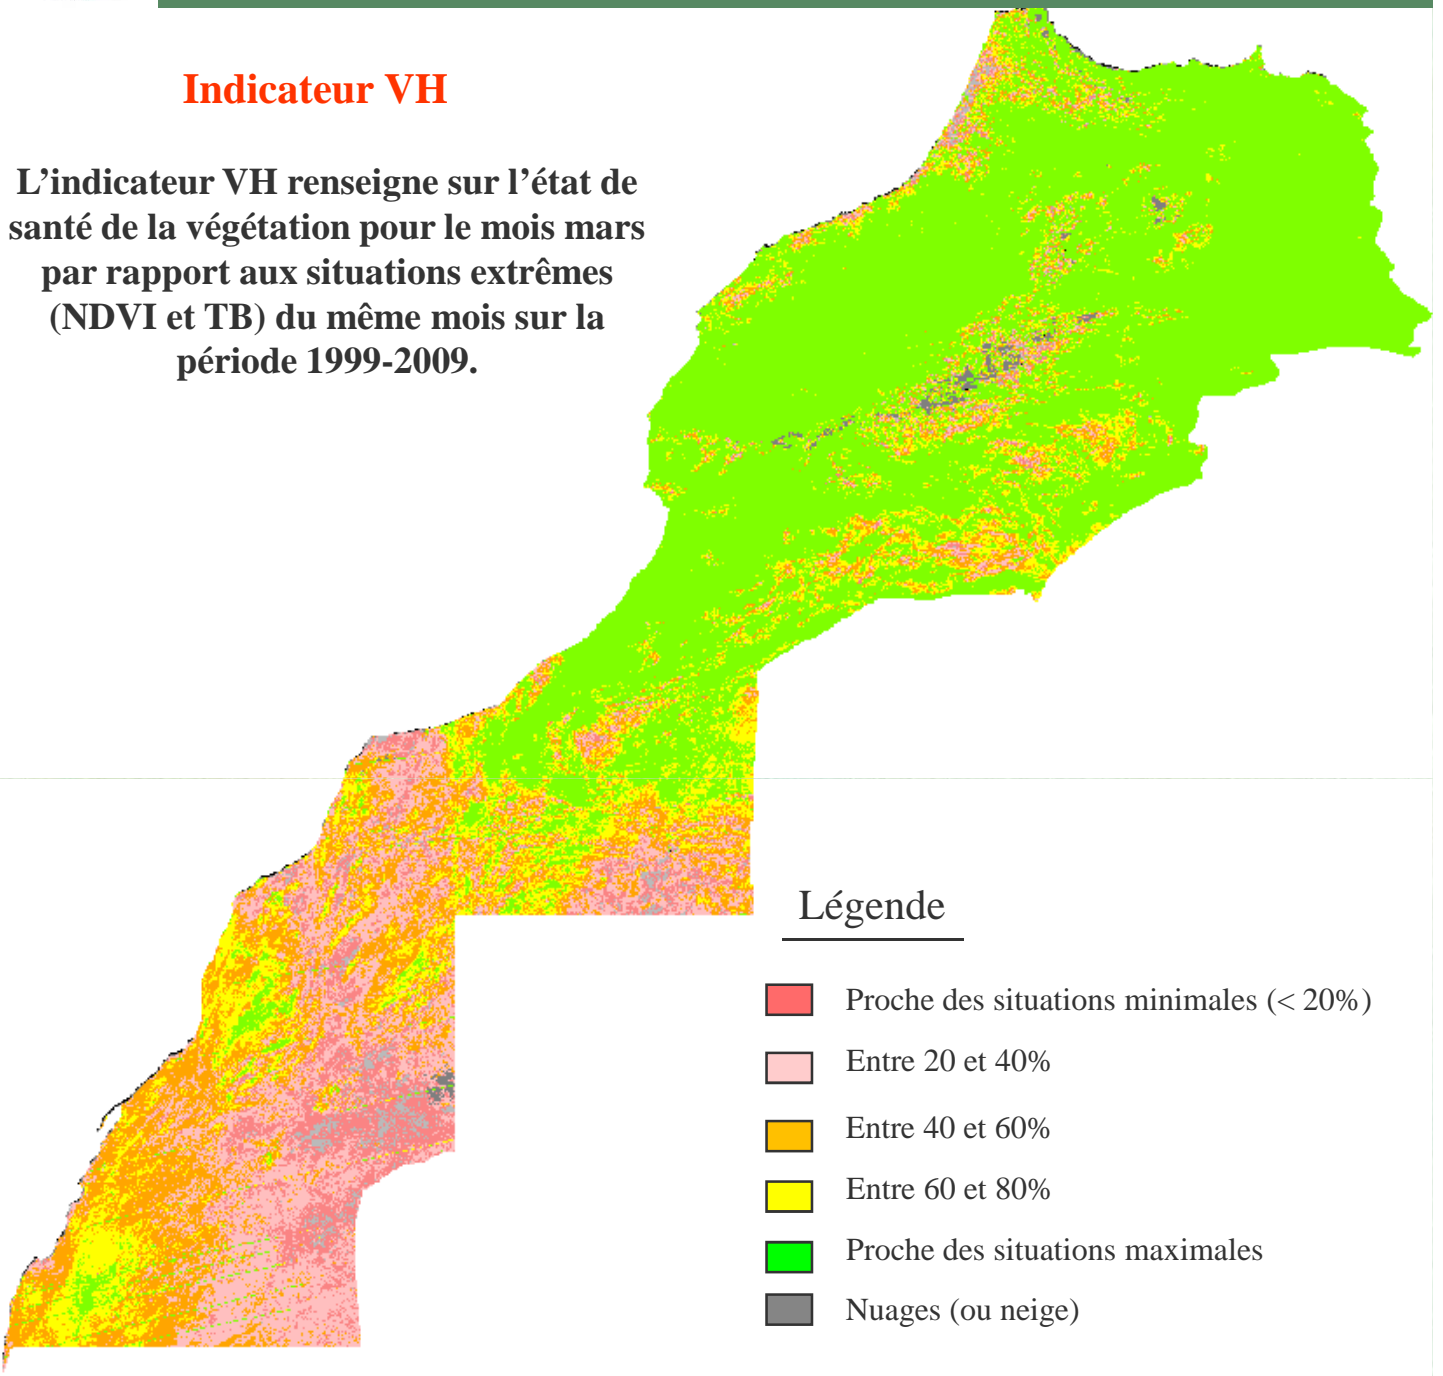 Indicateur VH
L’indicateur VH renseigne sur l’état de
santé de la végétation pour le mois mars
par rapport aux situations extrêmes
(NDVI et TB) du même mois sur la
période 1999-2009.
Légende
Proche des situations minimales (< 20%)
Entre 20 et 40%
Entre 40 et 60%
Entre 60 et 80%
Proche des situations maximales
Nuages (ou neige)